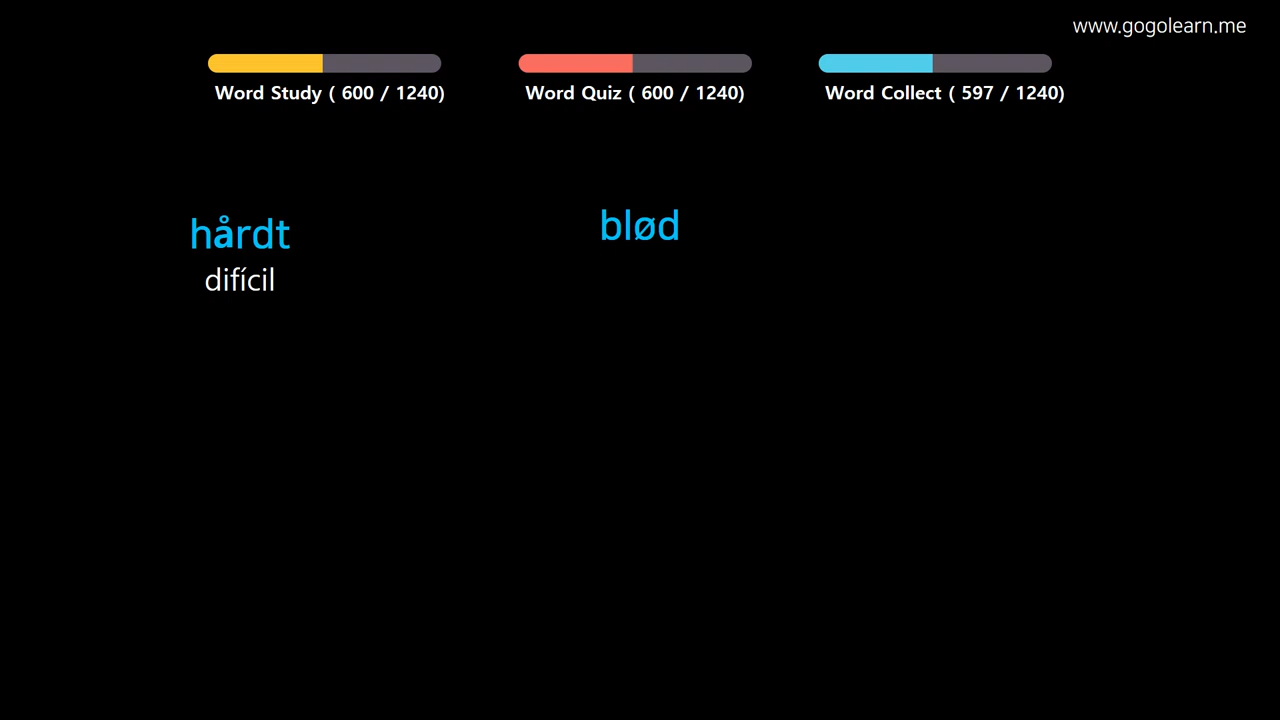 www.gogolearn.me
Word Study ( 600 / 1240)
Word Quiz ( 600 / 1240)
Word Collect ( 597 / 1240)
hårdt
difícil
blød